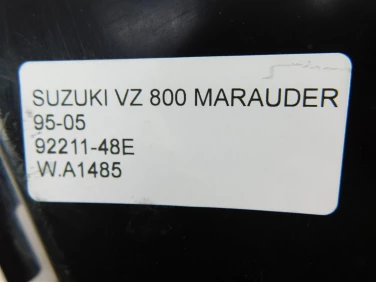 SUZUKI VZ 800 MARAUDER
95-05
92211-48E
W.A1485